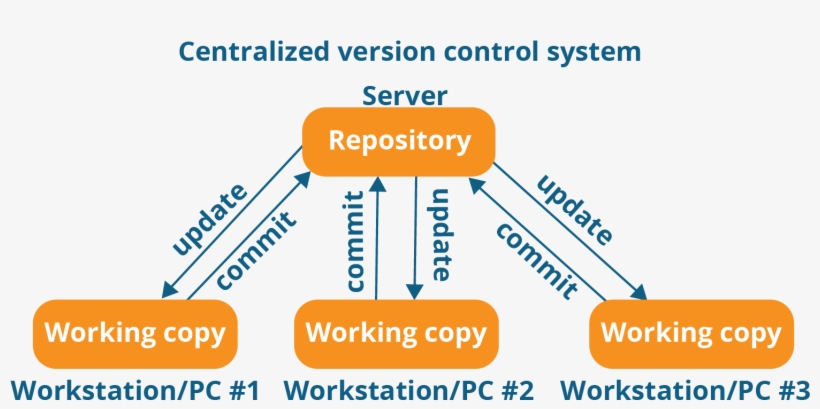 Centralized version control system
Server
Repository
update
commit
commit
update
update
commit
Working copy
Working copy
Working copy
Workstation/PC #1
Workstation/PC #2
Workstation/PC #3